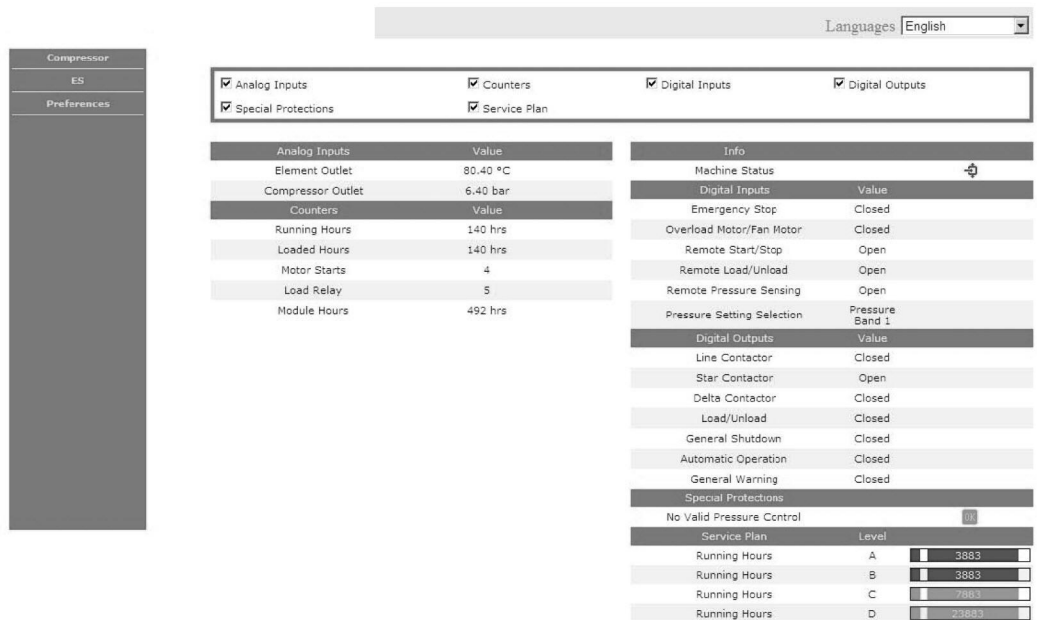 Languages English
Compressor
ES
Preferences
Analog Inputs Counters Digital Inputs Digital Outputs
Special Protections Service Plan
Analog Inputs Value
Element Outlet 80.40 °C
Compressor Outlet 6.40 bar
Counters Value
Running Hours 140 hrs
Loaded Hours 140 hrs
Motor Starts 4
Load Relay 5
Module Hours 492 hrs
Info
Machine Status
Digital Inputs Value
Emergency Stop Closed
Overload Motor/Fan Motor Closed
Remote Start/Stop Open
Remote Load/Unload Open
Remote Pressure Sensing Open
Pressure Setting Selection Pressure
Band 1
Digital Outputs Value
Line Contactor Closed
Star Contactor Open
Delta Contactor Closed
Load/Unload Closed
General Shutdown Closed
Automatic Operation Closed
General Warning Closed
Special Protections
No Valid Pressure Control OK
Service Plan Level
Running Hours A 3883
Running Hours B 3883
Running Hours C 7883
Running Hours D 23883